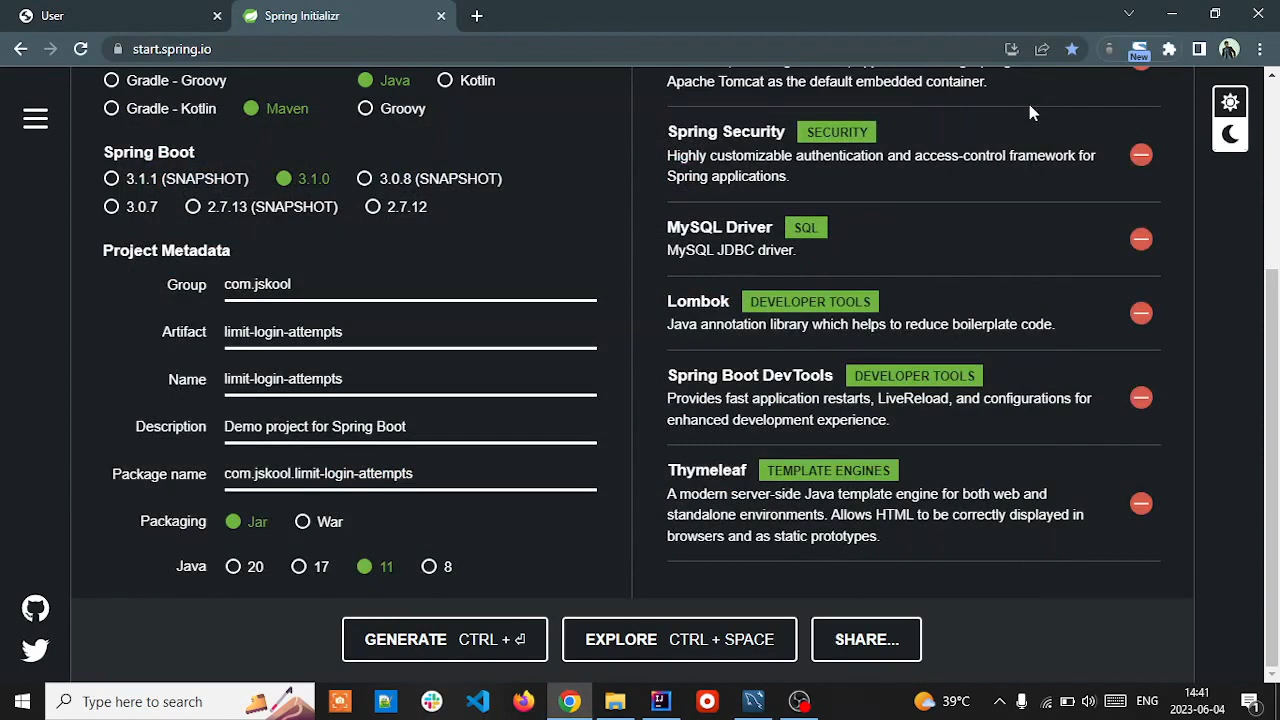 User
Spring Initializr
start.spring.io
New
Gradle - Groovy
Java
Kotlin
Gradle - Kotlin
Maven
Groovy
Spring Boot
3.1.1 (SNAPSHOT)
3.1.0
3.0.8 (SNAPSHOT)
3.0.7
2.7.13 (SNAPSHOT)
2.7.12
Project Metadata
Group
com.jskool
Artifact
limit-login-attempts
Name
limit-login-attempts
Description
Demo project for Spring Boot
Package name
com.jskool.limit-login-attempts
Packaging
Jar
War
Java
20
17
11
8
Apache Tomcat as the default embedded container.
Spring Security
SECURITY
Highly customizable authentication and access-control framework for
Spring applications.
MySQL Driver
SQL
MySQL JDBC driver.
Lombok
DEVELOPER TOOLS
Java annotation library which helps to reduce boilerplate code.
Spring Boot DevTools
DEVELOPER TOOLS
Provides fast application restarts, LiveReload, and configurations for
enhanced development experience.
Thymeleaf
TEMPLATE ENGINES
A modern server-side Java template engine for both web and
standalone environments. Allows HTML to be correctly displayed in
browsers and as static prototypes.
GENERATE CTRL + ⏎
EXPLORE CTRL + SPACE
SHARE...
Type here to search
39°C
ENG
14:41
2023-06-04
1